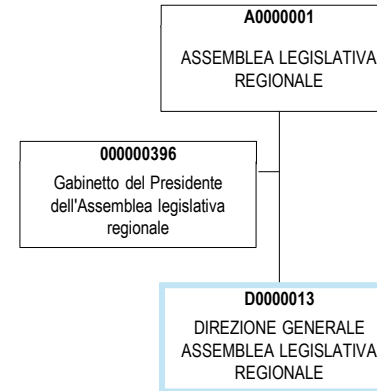 A0000001
ASSEMBLEA LEGISLATIVA
REGIONALE
000000396
Gabinetto del Presidente
dell'Assemblea legislativa
regionale
D0000013
DIREZIONE GENERALE
ASSEMBLEA LEGISLATIVA
REGIONALE